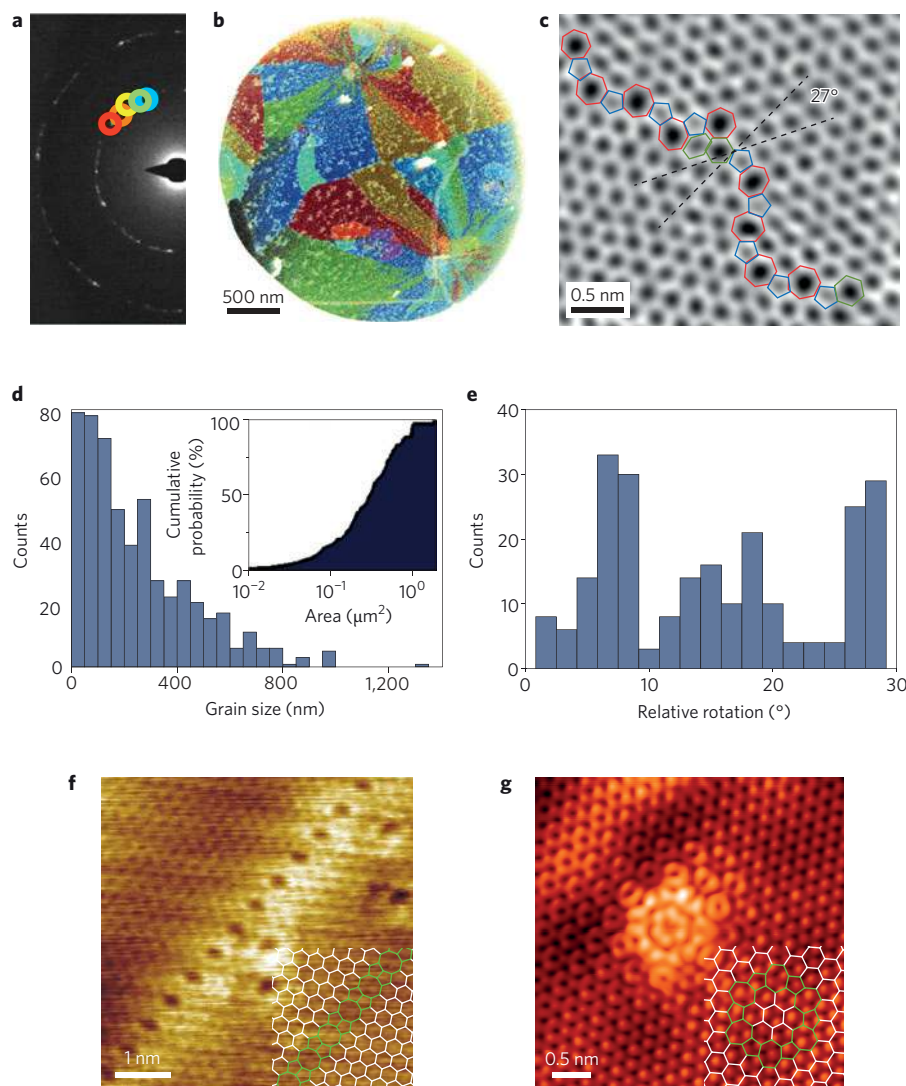 a
b
c
27°
500 nm
0.5 nm
d
80
60
40
20
0
Counts
0
400
800
1,200
Grain size (nm)
100
50
0
Cumulative
probability (%)
10⁻²
10⁻¹
10⁰
Area (μm²)
e
40
30
20
10
0
Counts
0
10
20
30
Relative rotation (°)
f
1 nm
g
0.5 nm